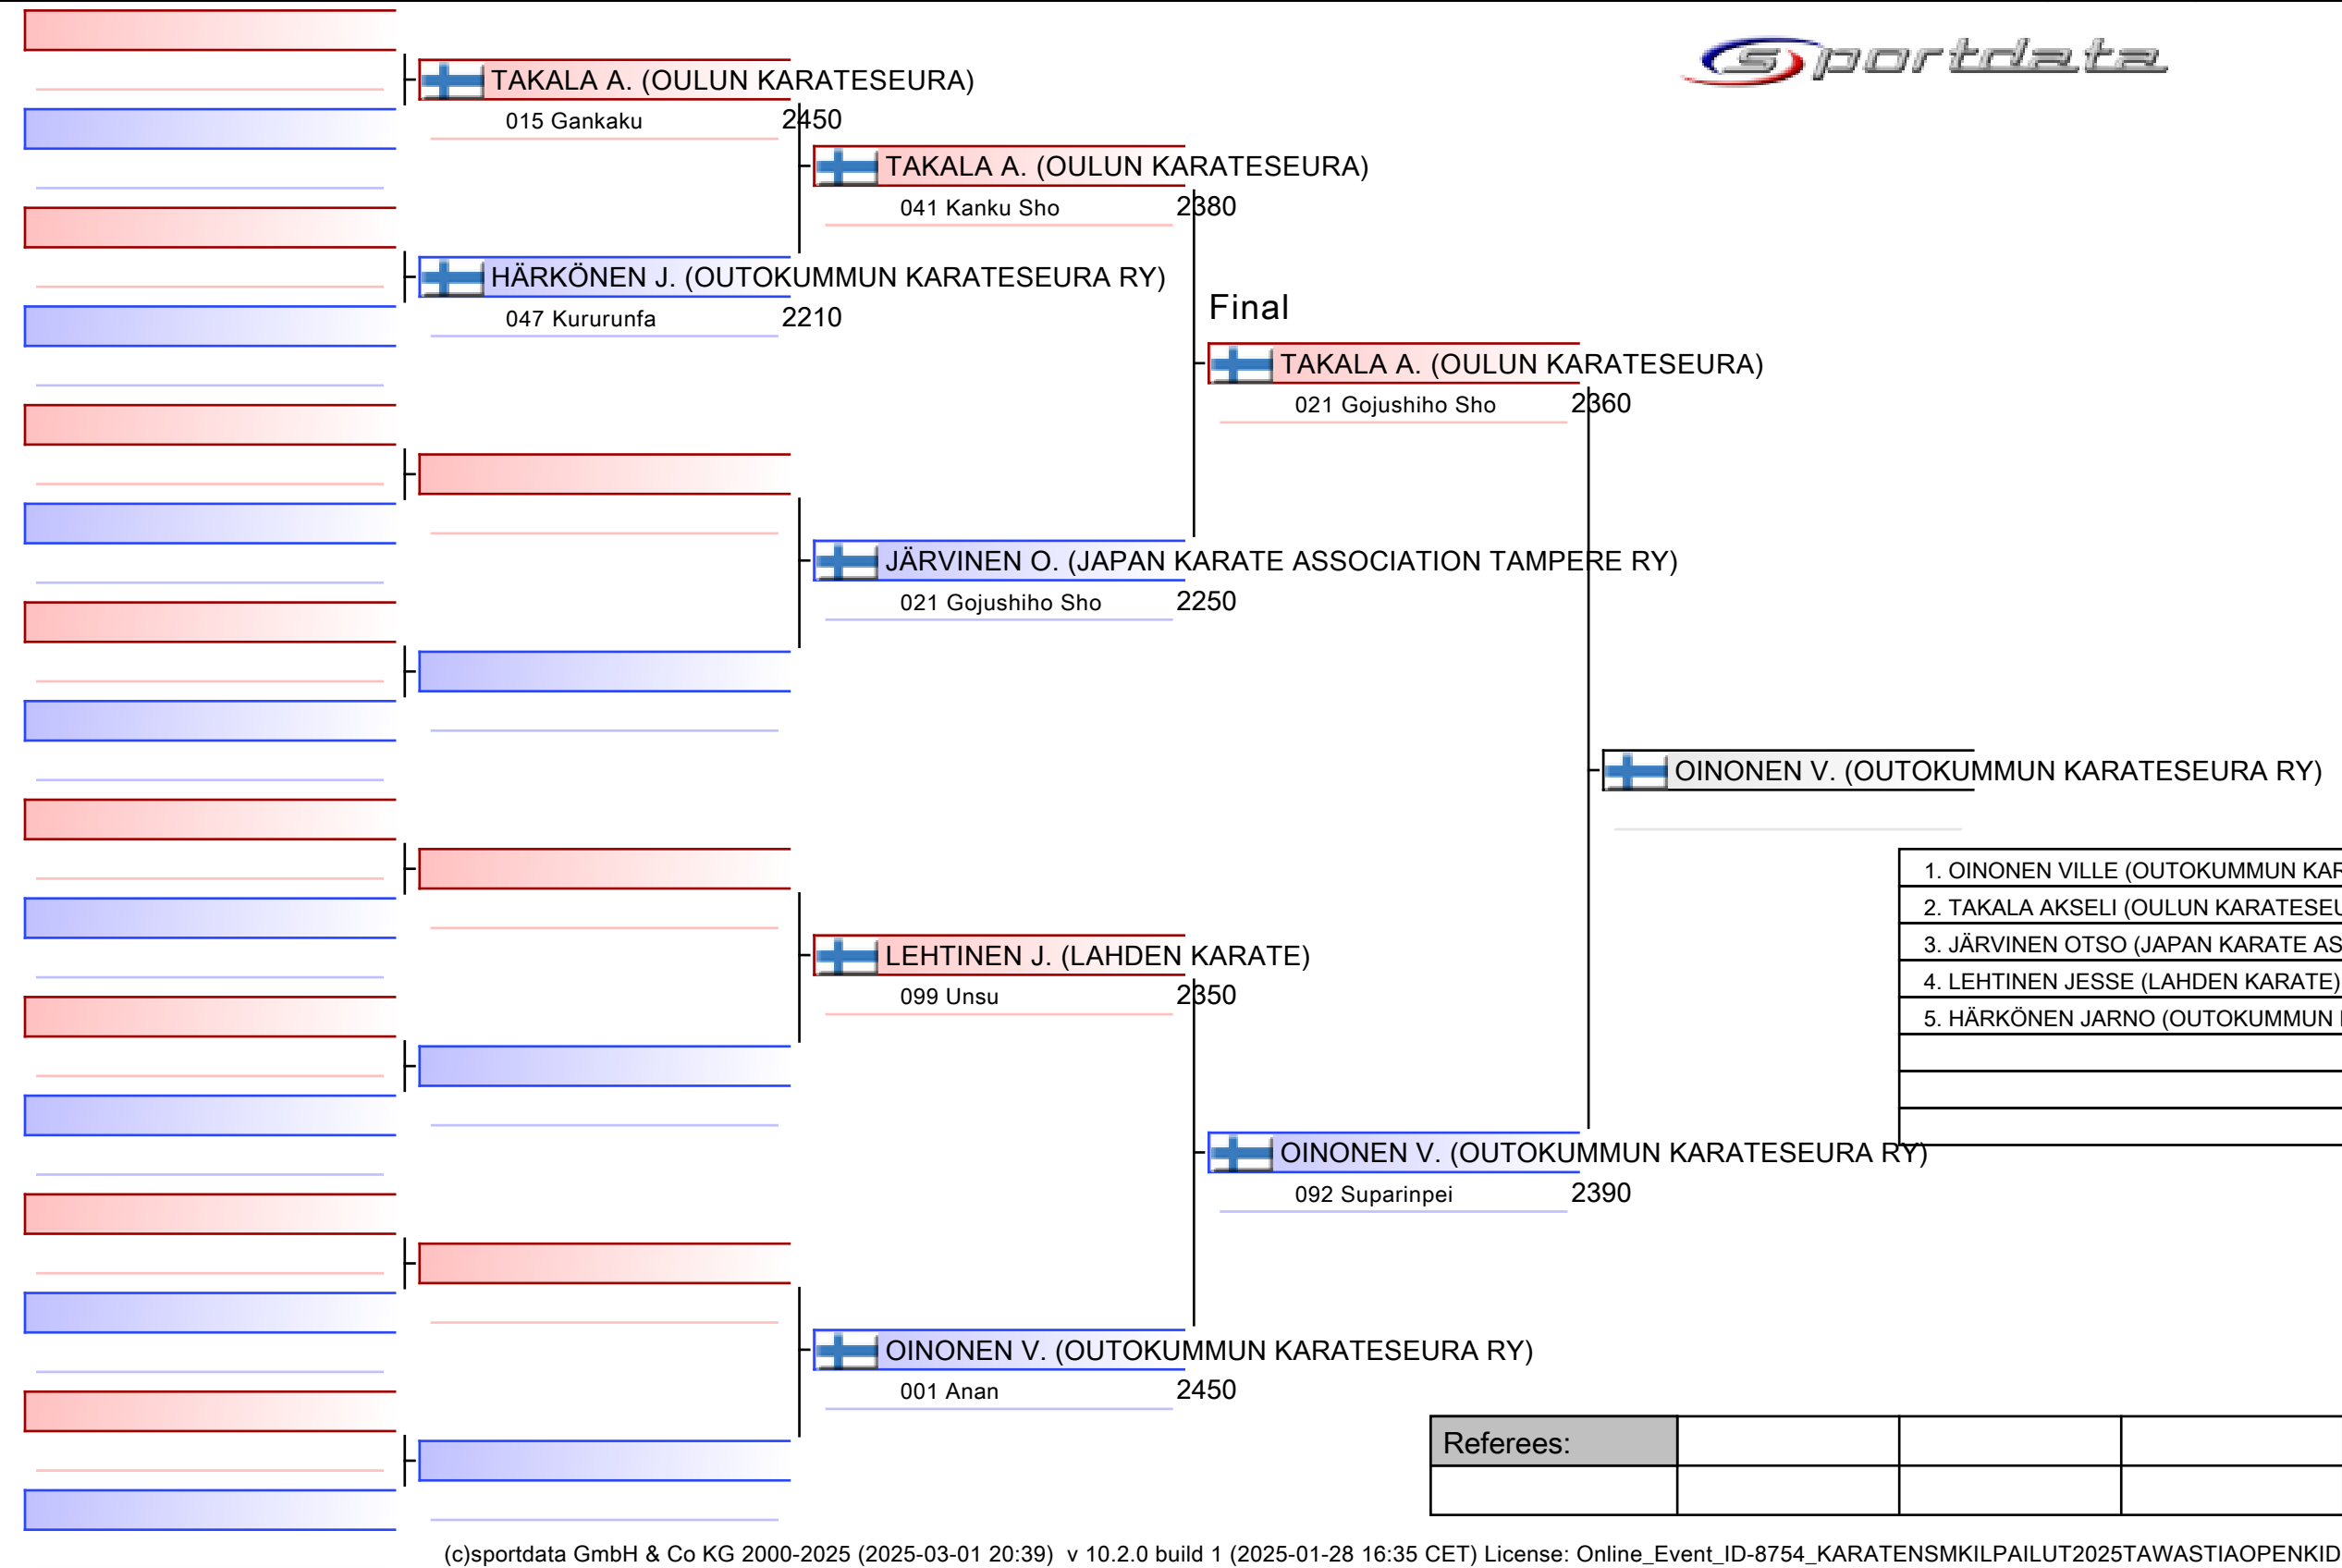 sportdata
TAKALA A. (OULUN KARATESEURA)
015 Gankaku 2450
TAKALA A. (OULUN KARATESEURA)
041 Kanku Sho 2380
HÄRKÖNEN J. (OUTOKUMMUN KARATESEURA RY)
047 Kururunfa 2210
Final
TAKALA A. (OULUN KARATESEURA)
021 Gojushiho Sho 2360
JÄRVINEN O. (JAPAN KARATE ASSOCIATION TAMPERE RY)
021 Gojushiho Sho 2250
OINONEN V. (OUTOKUMMUN KARATESEURA RY)
1. OINONEN VILLE (OUTOKUMMUN KAR
2. TAKALA AKSELI (OULUN KARATESEU
3. JÄRVINEN OTSO (JAPAN KARATE AS
4. LEHTINEN JESSE (LAHDEN KARATE)
5. HÄRKÖNEN JARNO (OUTOKUMMUN
LEHTINEN J. (LAHDEN KARATE)
099 Unsu 2350
OINONEN V. (OUTOKUMMUN KARATESEURA RY)
092 Suparinpei 2390
OINONEN V. (OUTOKUMMUN KARATESEURA RY)
001 Anan 2450
Referees:
(c)sportdata GmbH & Co KG 2000-2025 (2025-03-01 20:39) v 10.2.0 build 1 (2025-01-28 16:35 CET) License: Online_Event_ID-8754_KARATENSMKILPAILUT2025TAWASTIAOPENKID